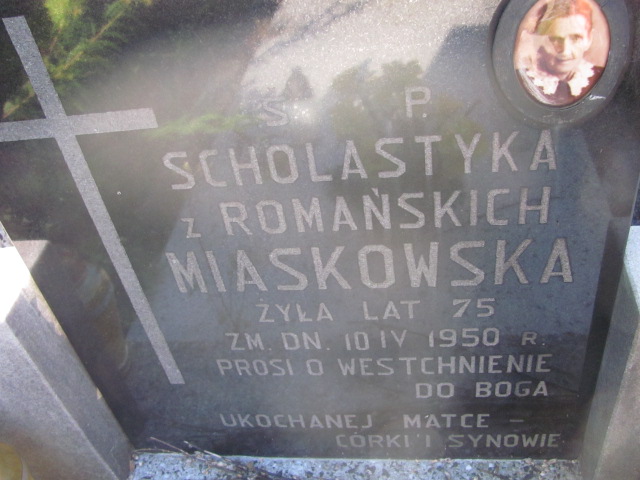 Ś. P.
SCHOLASTYKA
z ROMAŃSKICH
MIASKOWSKA
ŻYŁA LAT 75
ZM. DN. 10 IV 1950 R.
PROSI O WESTCHNIENIE
DO BOGA
UKOCHANEJ MATCE –
CÓRKI I SYNOWIE